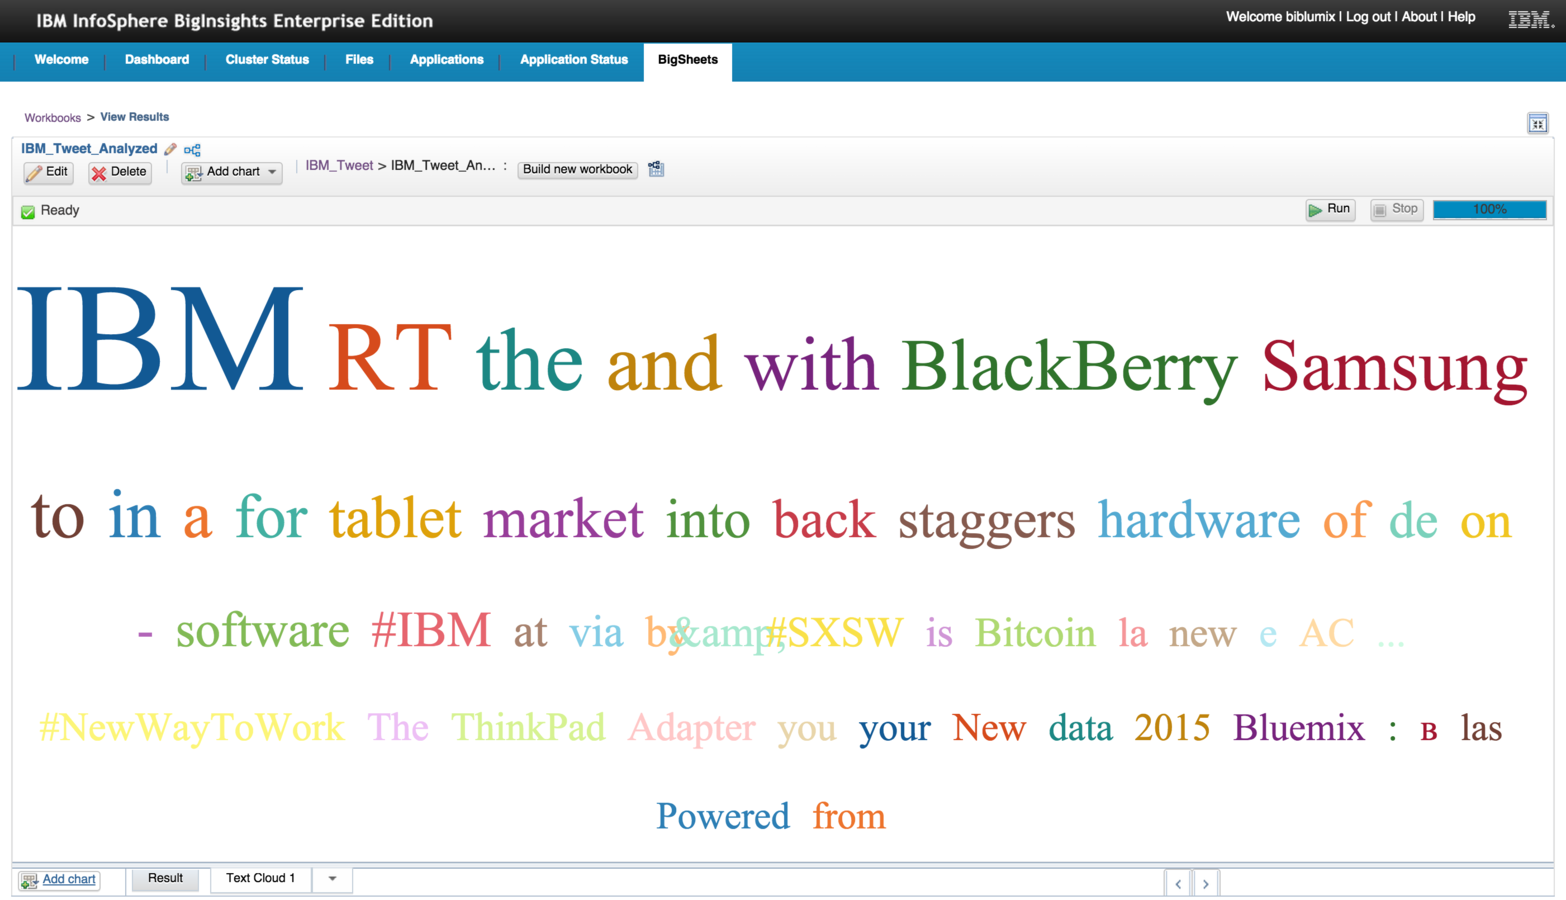 IBM InfoSphere BigInsights Enterprise Edition
Welcome biblumix | Log out | About | Help
IBM.
Welcome Dashboard Cluster Status Files Applications Application Status BigSheets
Workbooks > View Results
IBM_Tweet_Analyzed
Edit Delete Add chart IBM_Tweet > IBM_Tweet_An... : Build new workbook
Ready
Run Stop 100%
IBM RT the and with BlackBerry Samsung
to in a for tablet market into back staggers hardware of de on
- software #IBM at via by &amp; #SXSW is Bitcoin la new e AC ...
#NewWayToWork The ThinkPad Adapter you your New data 2015 Bluemix : в las
Powered from
Add chart Result Text Cloud 1